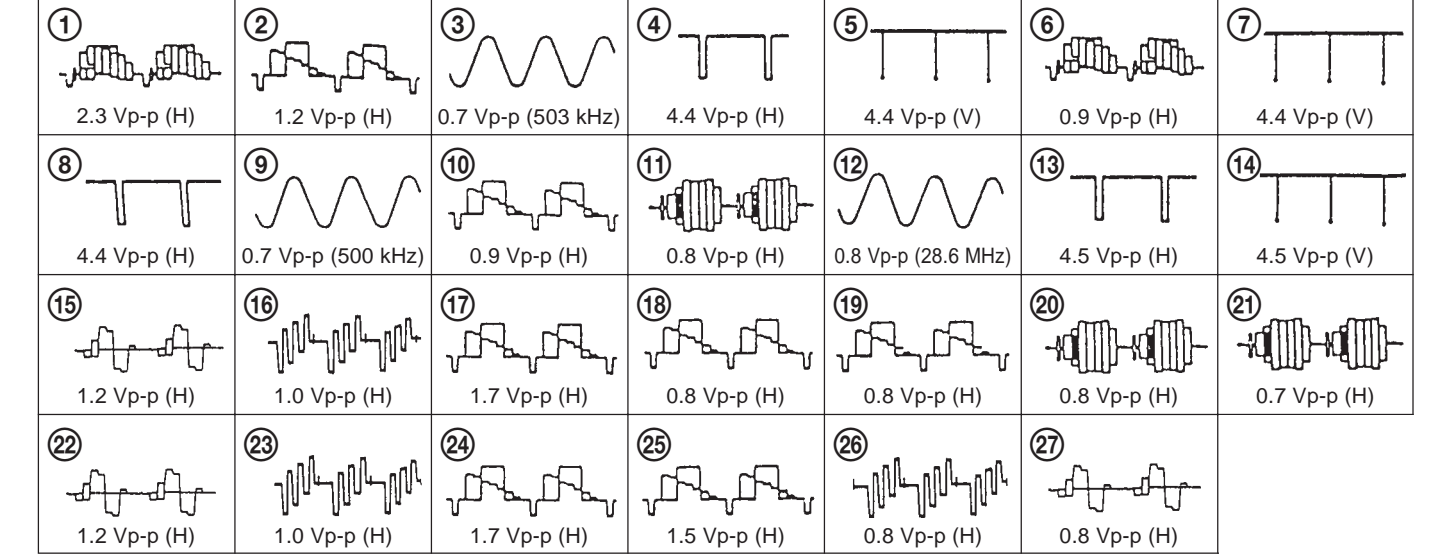 ① ② ③ ④ ⑤ ⑥ ⑦
2.3 Vp-p (H) 1.2 Vp-p (H) 0.7 Vp-p (503 kHz) 4.4 Vp-p (H) 4.4 Vp-p (V) 0.9 Vp-p (H) 4.4 Vp-p (V)
⑧ ⑨ ⑩ ⑪ ⑫ ⑬ ⑭
4.4 Vp-p (H) 0.7 Vp-p (500 kHz) 0.9 Vp-p (H) 0.8 Vp-p (H) 0.8 Vp-p (28.6 MHz) 4.5 Vp-p (H) 4.5 Vp-p (V)
⑮ ⑯ ⑰ ⑱ ⑲ ⑳ ㉑
1.2 Vp-p (H) 1.0 Vp-p (H) 1.7 Vp-p (H) 0.8 Vp-p (H) 0.8 Vp-p (H) 0.8 Vp-p (H) 0.7 Vp-p (H)
㉒ ㉓ ㉔ ㉕ ㉖ ㉗
1.2 Vp-p (H) 1.0 Vp-p (H) 1.7 Vp-p (H) 1.5 Vp-p (H) 0.8 Vp-p (H) 0.8 Vp-p (H)